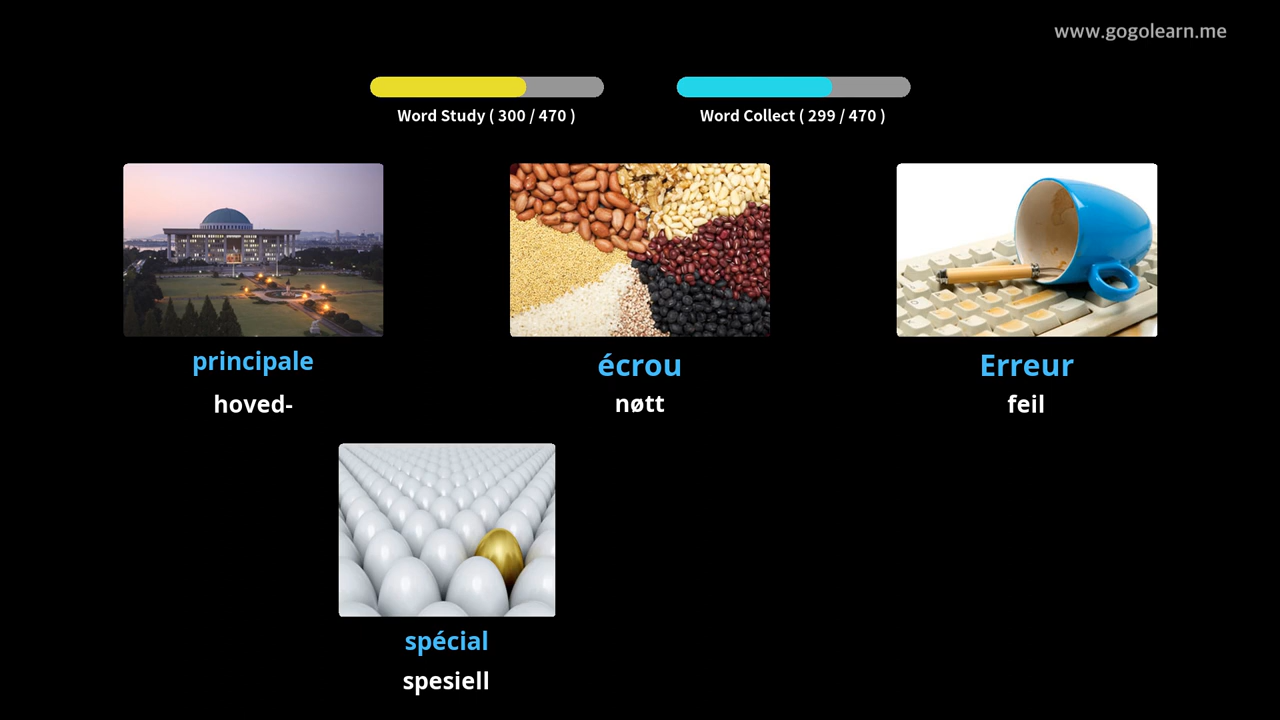 www.gogolearn.me
Word Study ( 300 / 470 )
Word Collect ( 299 / 470 )
principale
hoved-
écrou
nøtt
Erreur
feil
spécial
spesiell